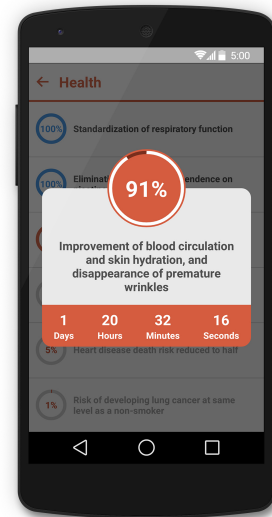 5:00
← Health
100% Standardization of respiratory function
100% Eliminati endence on
91%
Improvement of blood circulation
and skin hydration, and
disappearance of premature
wrinkles
1 20 32 16
Days Hours Minutes Seconds
5% Heart disease death risk reduced to half
1% Risk of developing lung cancer at same
level as a non-smoker